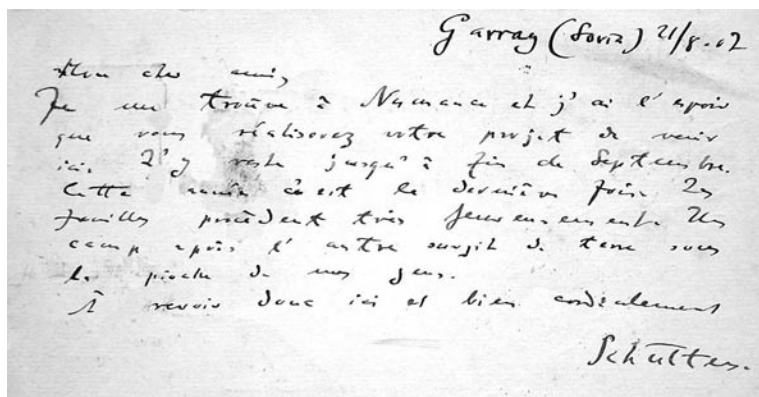 Garray (Soria) 21/8.07
Mon cher ami,
Je me trouve à Numance et j'ai l'espoir
que vous réaliserez votre projet de venir
ici. J'y reste jusqu'à fin de Septembre.
Cette année c'est la dernière fois. Les
fouilles procèdent très heureusement. Un
camp après l'autre surgit de terre sous
la pioche de mes gens.
À revoir donc ici et bien cordialement
Schulten.